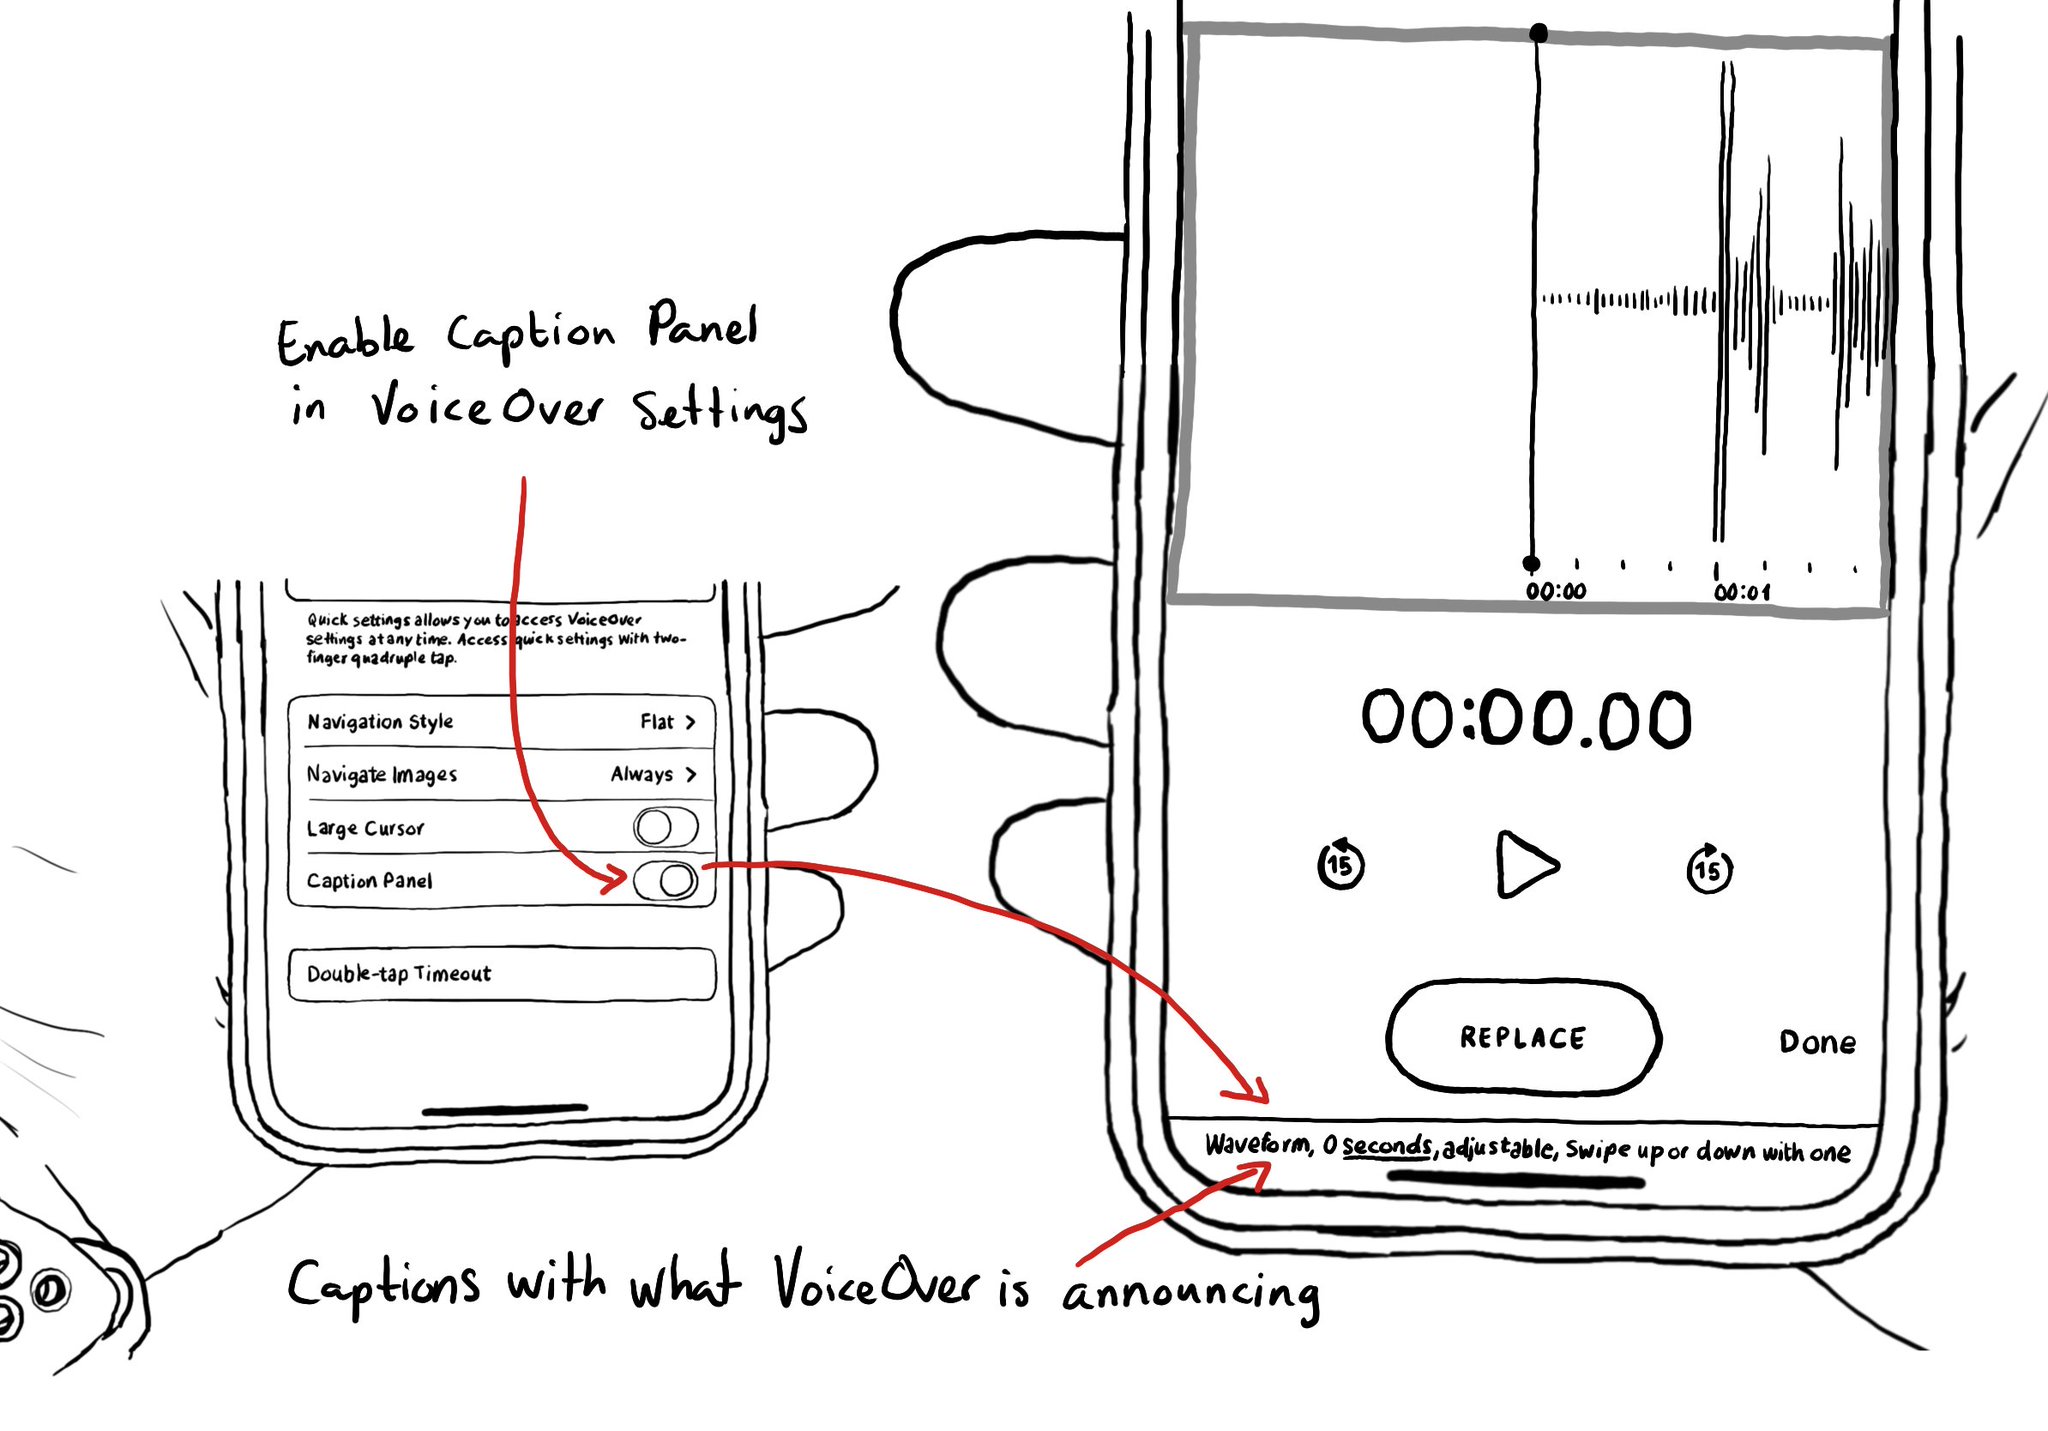 Enable Caption Panel
in VoiceOver Settings
Quick settings allows you to access VoiceOver
settings at any time. Access quick settings with two-
finger quadruple tap.
Navigation Style Flat >
Navigate Images Always >
Large Cursor
Caption Panel
Double-tap Timeout
00:00 00:01
00:00.00
15 15
REPLACE
Done
Waveform, 0 seconds, adjustable, Swipe up or down with one
Captions with what VoiceOver is announcing